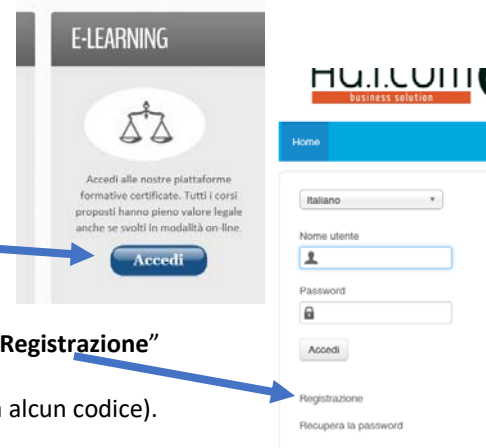 E-LEARNING
Accedi alle nostre piattaforme
formative certificate. Tutti i corsi
proposti hanno pieno valore legale
anche se svolti in modalità on-line.
Accedi
business solution
Home
Italiano
Nome utente
Password
Accedi
Registrazione
Recupera la password
Registrazione”
alcun codice).